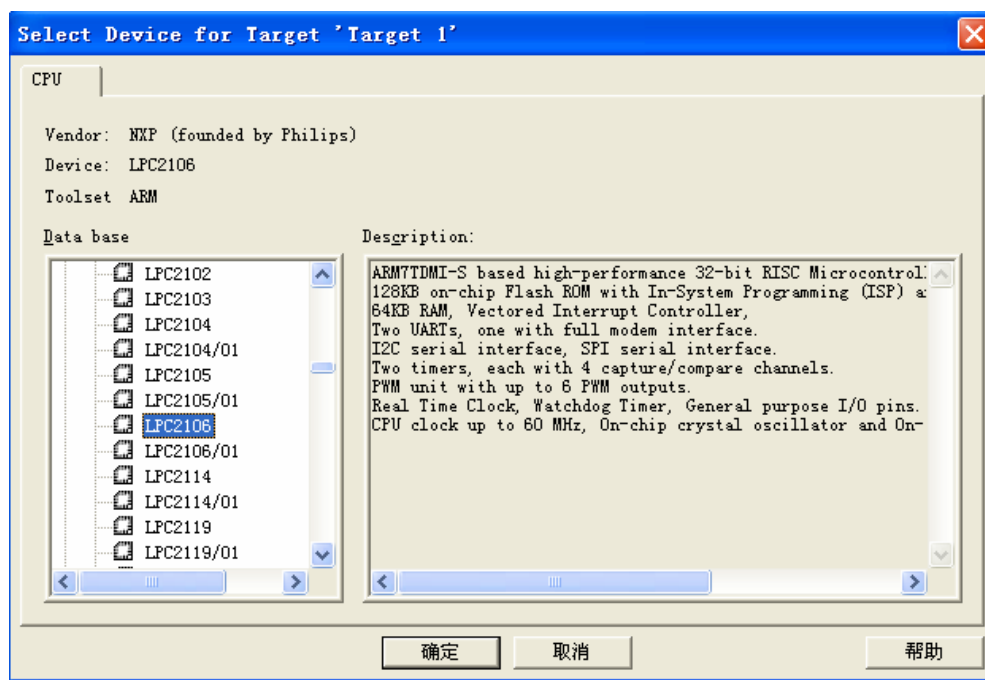 Select Device for Target 'Target 1'
CPU
Vendor: NXP (founded by Philips)
Device: LPC2106
Toolset ARM
Data base
Description:
LPC2102
LPC2103
LPC2104
LPC2104/01
LPC2105
LPC2105/01
LPC2106
LPC2106/01
LPC2114
LPC2114/01
LPC2119
LPC2119/01
ARM7TDMI-S based high-performance 32-bit RISC Microcontrol
128KB on-chip Flash ROM with In-System Programming (ISP) a
64KB RAM, Vectored Interrupt Controller,
Two UARTs, one with full modem interface.
I2C serial interface, SPI serial interface.
Two timers, each with 4 capture/compare channels.
PWM unit with up to 6 PWM outputs.
Real Time Clock, Watchdog Timer, General purpose I/O pins.
CPU clock up to 60 MHz, On-chip crystal oscillator and On-
确定 取消 帮助